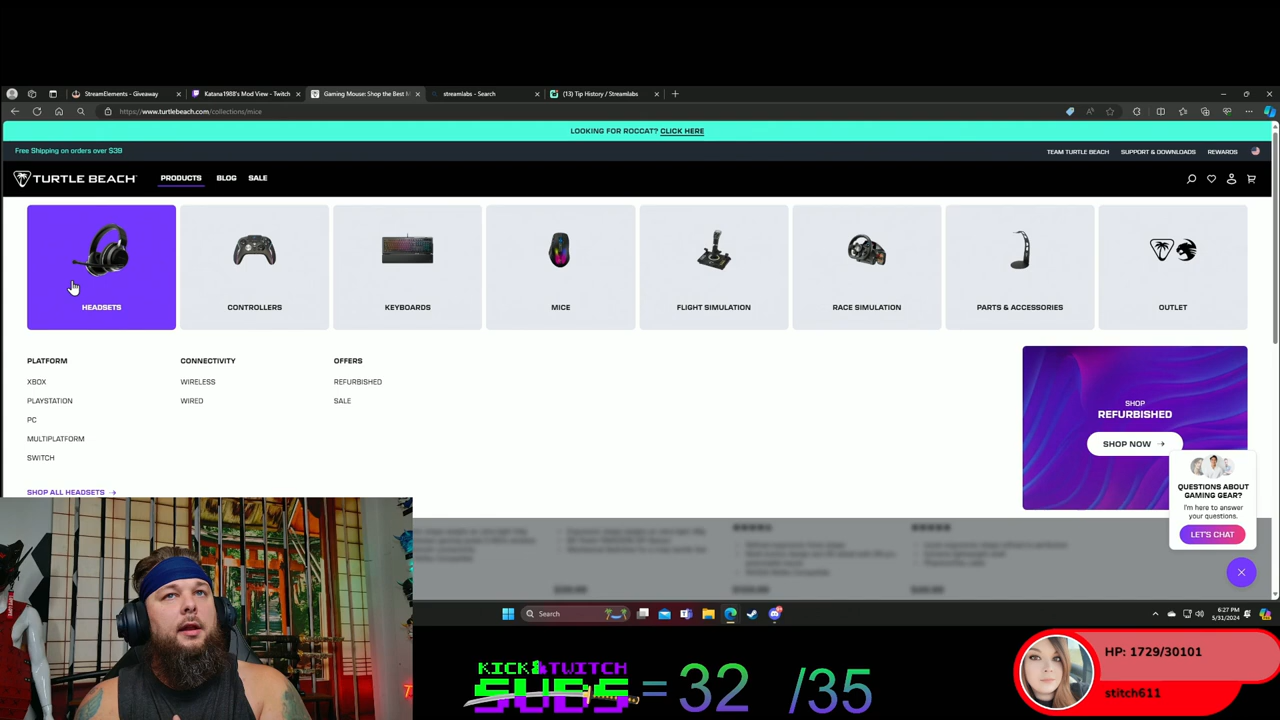 StreamElements - Giveaway
Katana1988's Mod View - Twitch
Gaming Mouse: Shop the Best M
streamlabs - Search
(13) Tip History / Streamlabs
https://www.turtlebeach.com/collections/mice
LOOKING FOR ROCCAT? CLICK HERE
Free Shipping on orders over $39
TEAM TURTLE BEACH SUPPORT & DOWNLOADS REWARDS
TURTLE BEACH
PRODUCTS BLOG SALE
HEADSETS
CONTROLLERS
KEYBOARDS
MICE
FLIGHT SIMULATION
RACE SIMULATION
PARTS & ACCESSORIES
OUTLET
PLATFORM
XBOX
PLAYSTATION
PC
MULTIPLATFORM
SWITCH
SHOP ALL HEADSETS
CONNECTIVITY
WIRELESS
WIRED
OFFERS
REFURBISHED
SALE
SHOP
REFURBISHED
SHOP NOW
QUESTIONS ABOUT
GAMING GEAR?
I'm here to answer
your questions.
LET'S CHAT
Search
6:27 PM
5/31/2024
KICK TWITCH
SUBS = 32 /35
HP: 1729/30101
stitch611